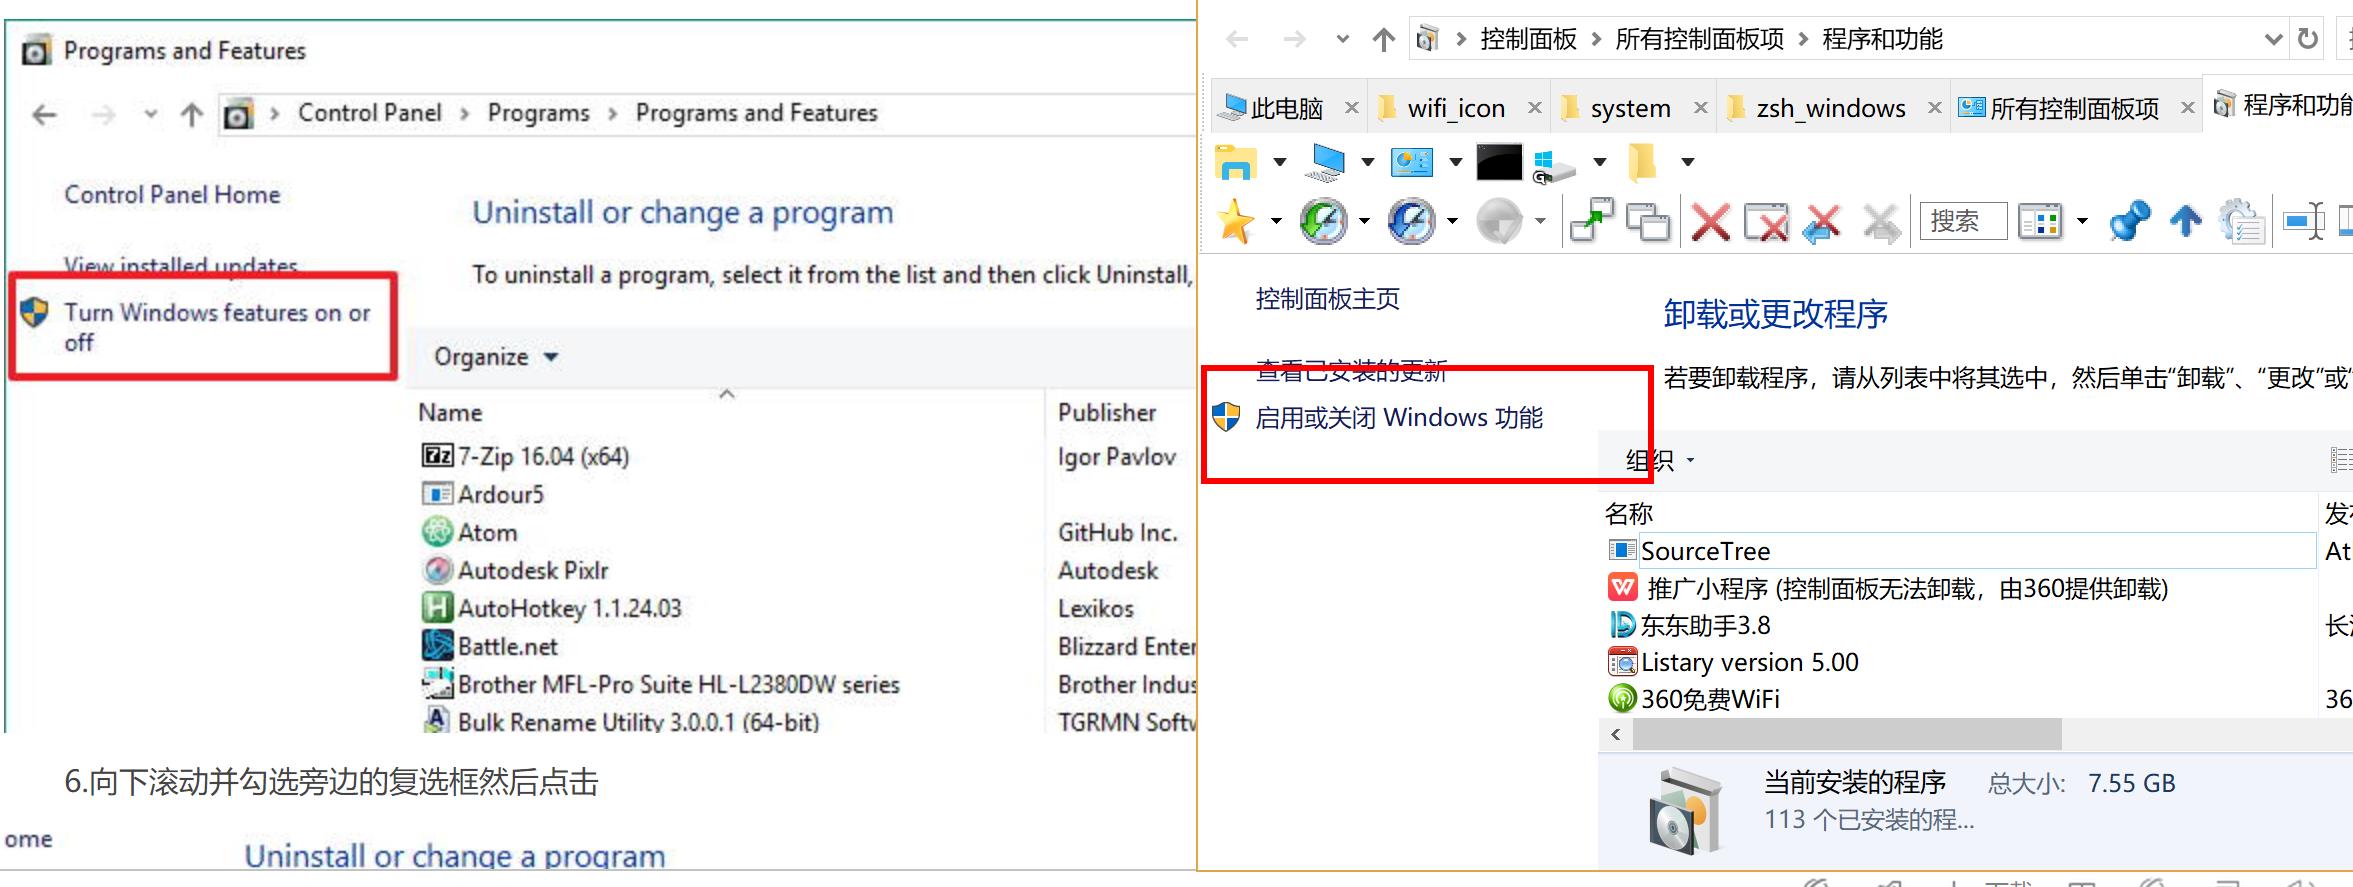 Programs and Features
Control Panel > Programs > Programs and Features
Control Panel Home
View installed updates
Turn Windows features on or
off
Uninstall or change a program
To uninstall a program, select it from the list and then click Uninstall,
Organize
Name Publisher
7-Zip 16.04 (x64) Igor Pavlov
Ardour5
Atom GitHub Inc.
Autodesk Pixlr Autodesk
AutoHotkey 1.1.24.03 Lexikos
Battle.net Blizzard Enter
Brother MFL-Pro Suite HL-L2380DW series Brother Indus
Bulk Rename Utility 3.0.0.1 (64-bit) TGRMN Softw
6.向下滚动并勾选旁边的复选框然后点击
ome
Uninstall or change a program
控制面板 > 所有控制面板项 > 程序和功能
此电脑 wifi_icon system zsh_windows 所有控制面板项 程序和功能
搜索
控制面板主页
查看已安装的更新
启用或关闭 Windows 功能
卸载或更改程序
若要卸载程序，请从列表中将其选中，然后单击“卸载”、“更改”或“
组织
名称 发
SourceTree At
推广小程序 (控制面板无法卸载，由360提供卸载)
东东助手3.8 长
Listary version 5.00
360免费WiFi 36
当前安装的程序 总大小: 7.55 GB
113 个已安装的程...